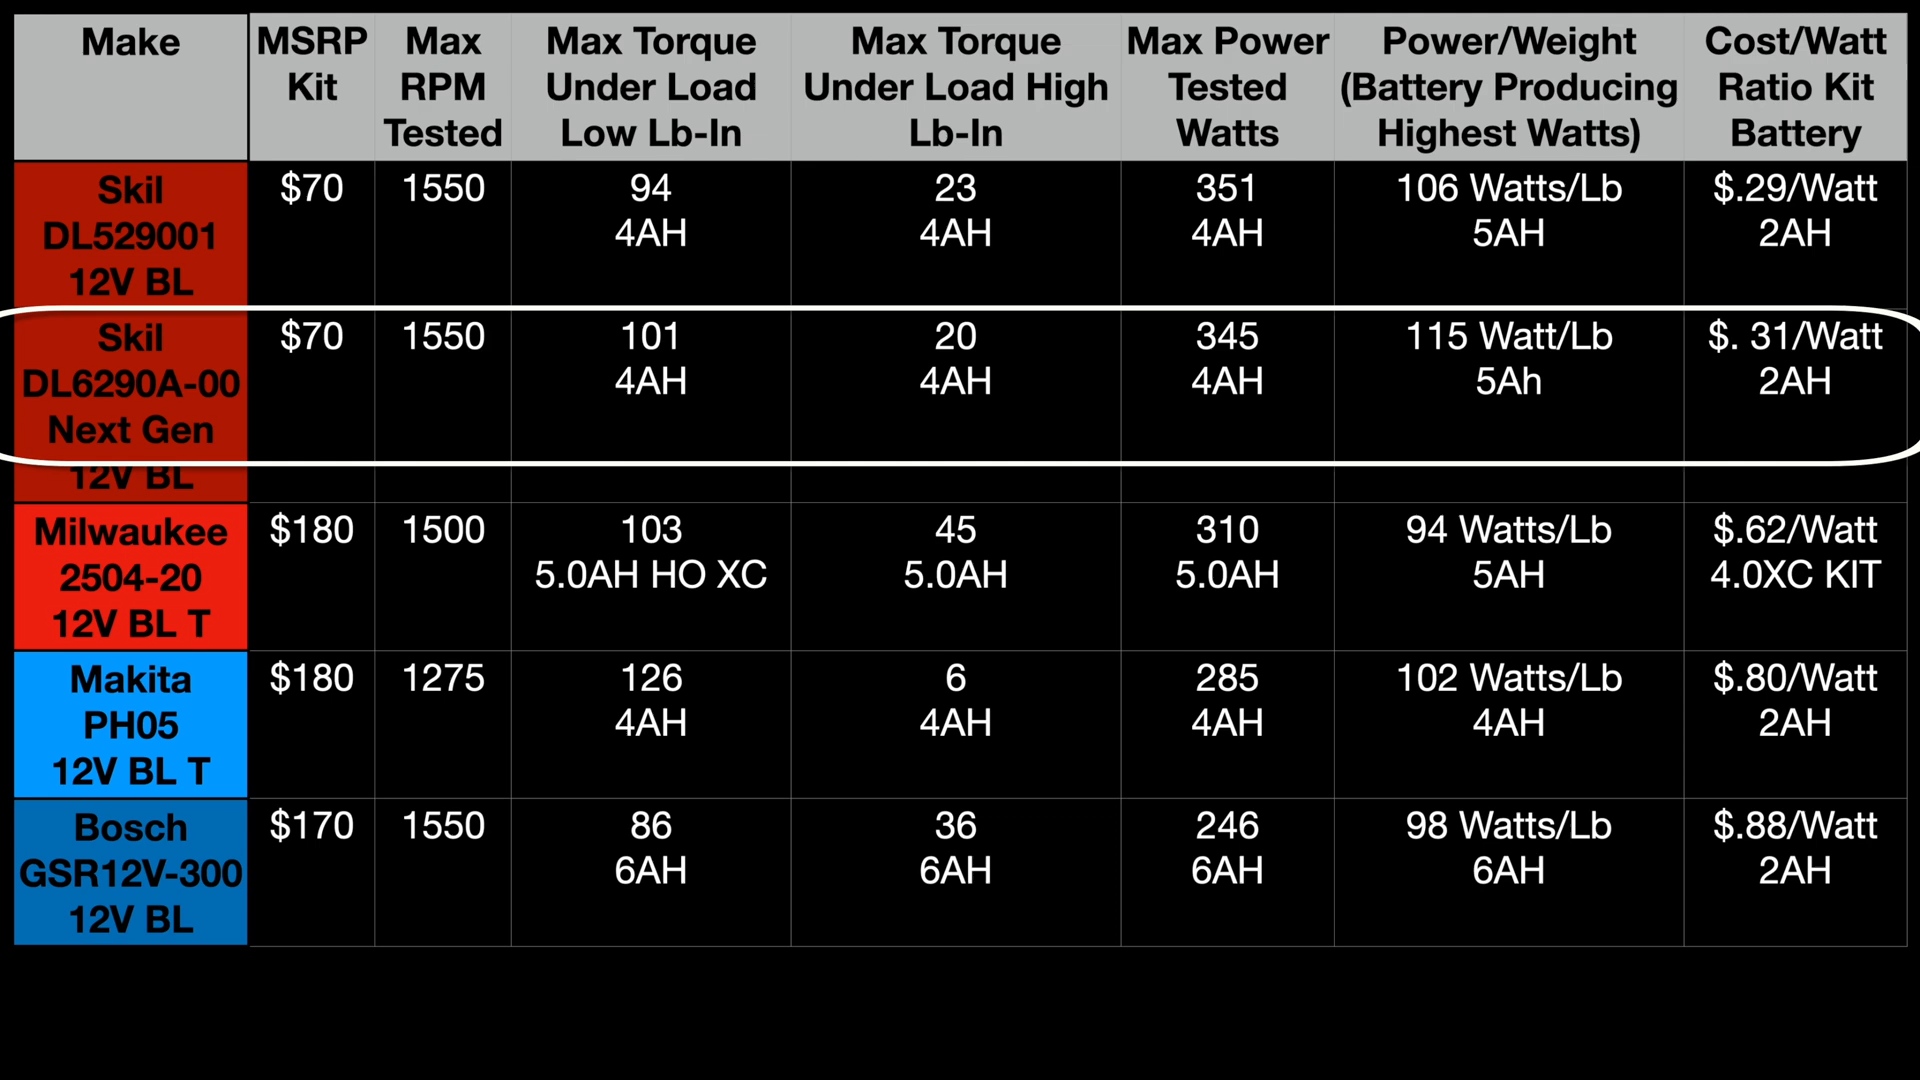 Make
MSRP
Kit
Max
RPM
Tested
Max Torque
Under Load
Low Lb-In
Max Torque
Under Load High
Lb-In
Max Power
Tested
Watts
Power/Weight
(Battery Producing
Highest Watts)
Cost/Watt
Ratio Kit
Battery
Skil
DL529001
12V BL
$70
1550
94
4AH
23
4AH
351
4AH
106 Watts/Lb
5AH
$.29/Watt
2AH
Skil
DL6290A-00
Next Gen
12V BL
$70
1550
101
4AH
20
4AH
345
4AH
115 Watt/Lb
5Ah
$. 31/Watt
2AH
Milwaukee
2504-20
12V BL T
$180
1500
103
5.0AH HO XC
45
5.0AH
310
5.0AH
94 Watts/Lb
5AH
$.62/Watt
4.0XC KIT
Makita
PH05
12V BL T
$180
1275
126
4AH
6
4AH
285
4AH
102 Watts/Lb
4AH
$.80/Watt
2AH
Bosch
GSR12V-300
12V BL
$170
1550
86
6AH
36
6AH
246
6AH
98 Watts/Lb
6AH
$.88/Watt
2AH